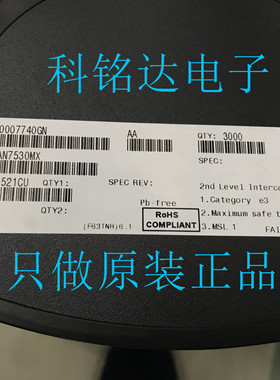 科铭达电子
0007740GN
AA
QTY: 3000
AN7530MX
SPEC:
521CU
QTY1:
SPEC REV:
2nd Level Interco
Pb-free
1.Category e3
QTY2:
RoHS
COMPLIANT
2.Maximum safe t
(F63TNR)6.1
3.MSL 1
FAI
只做原装正品